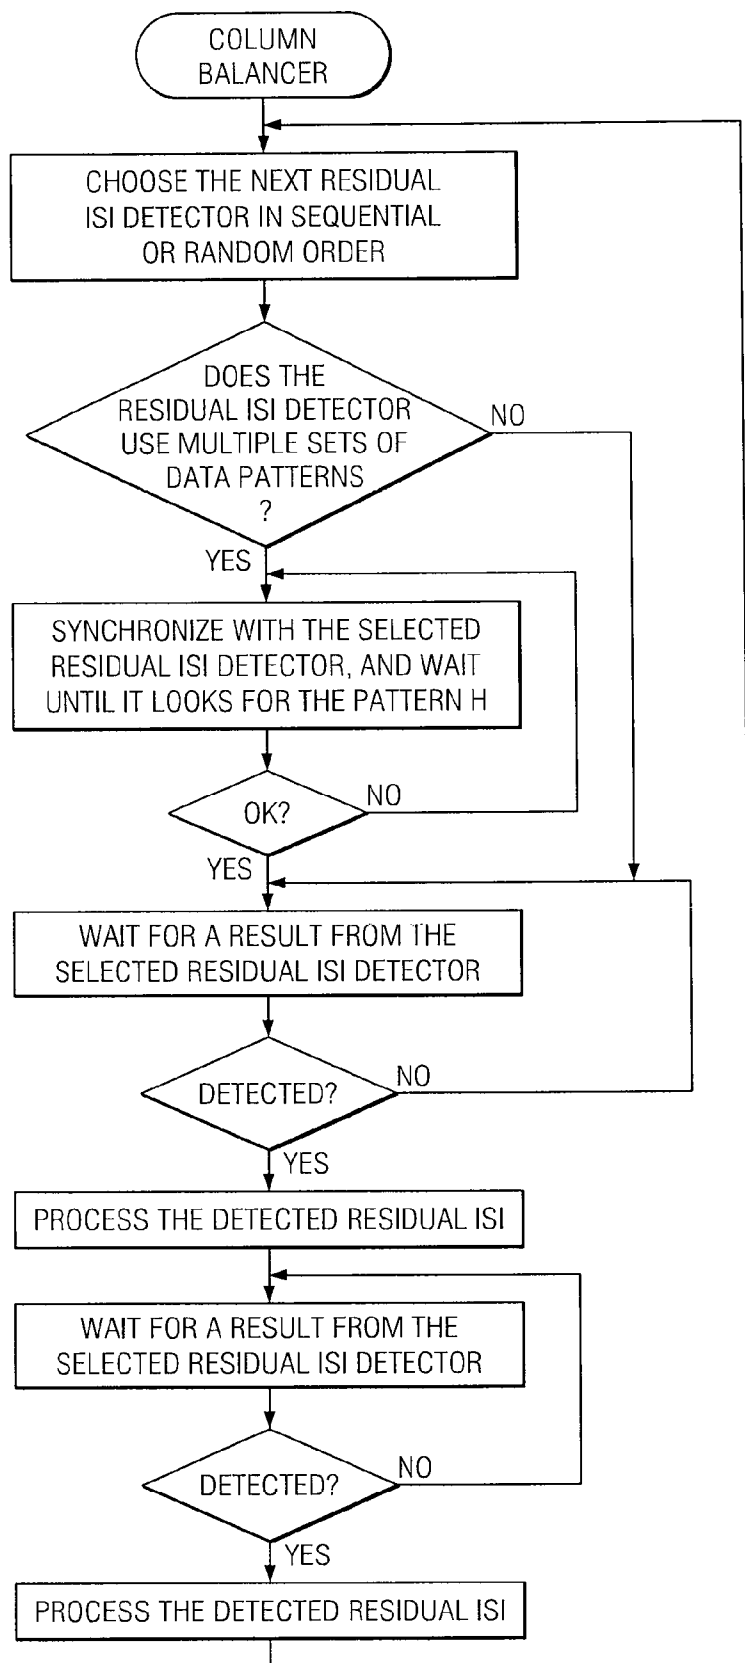 COLUMN
BALANCER
CHOOSE THE NEXT RESIDUAL
ISI DETECTOR IN SEQUENTIAL
OR RANDOM ORDER
DOES THE
RESIDUAL ISI DETECTOR
USE MULTIPLE SETS OF
DATA PATTERNS
?
NO
YES
SYNCHRONIZE WITH THE SELECTED
RESIDUAL ISI DETECTOR, AND WAIT
UNTIL IT LOOKS FOR THE PATTERN H
OK?
NO
YES
WAIT FOR A RESULT FROM THE
SELECTED RESIDUAL ISI DETECTOR
DETECTED?
NO
YES
PROCESS THE DETECTED RESIDUAL ISI
WAIT FOR A RESULT FROM THE
SELECTED RESIDUAL ISI DETECTOR
DETECTED?
NO
YES
PROCESS THE DETECTED RESIDUAL ISI